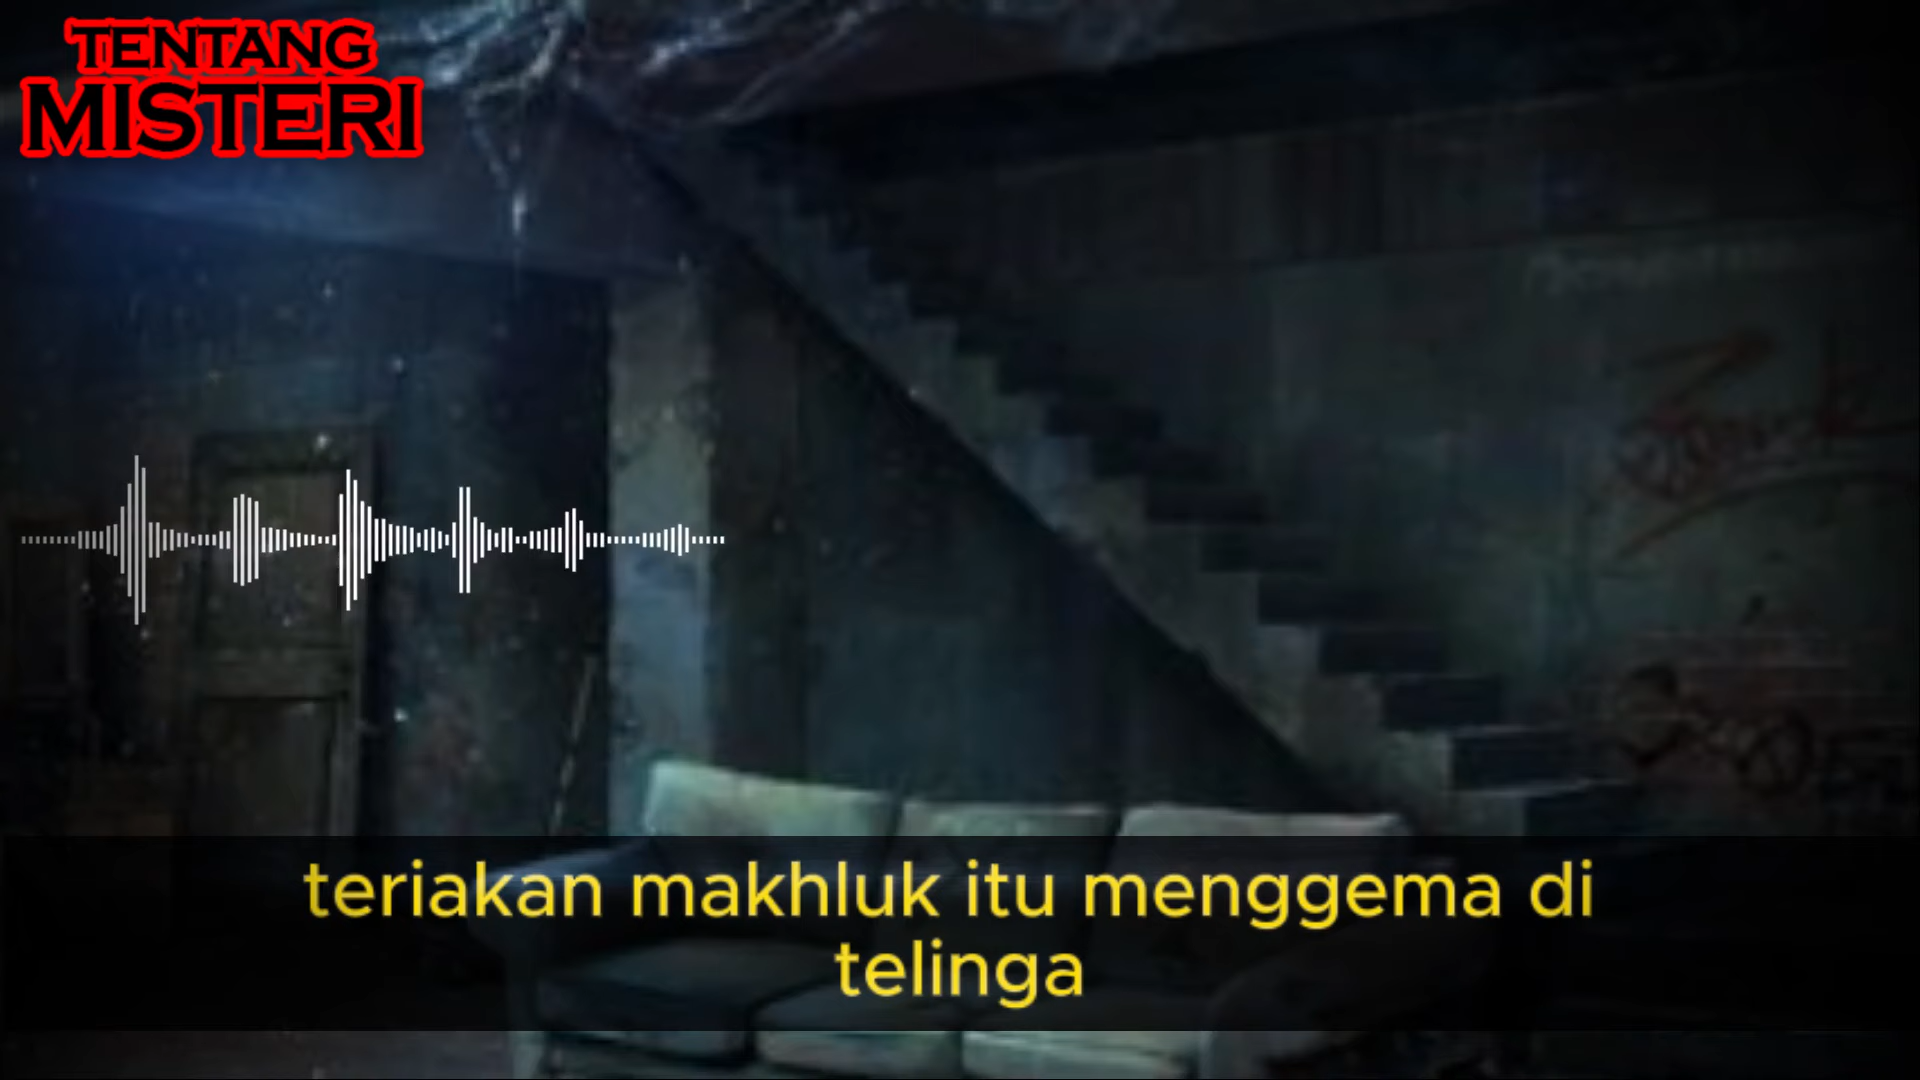 TENTANG
MISTERI
teriakan makhluk itu menggema di
telinga